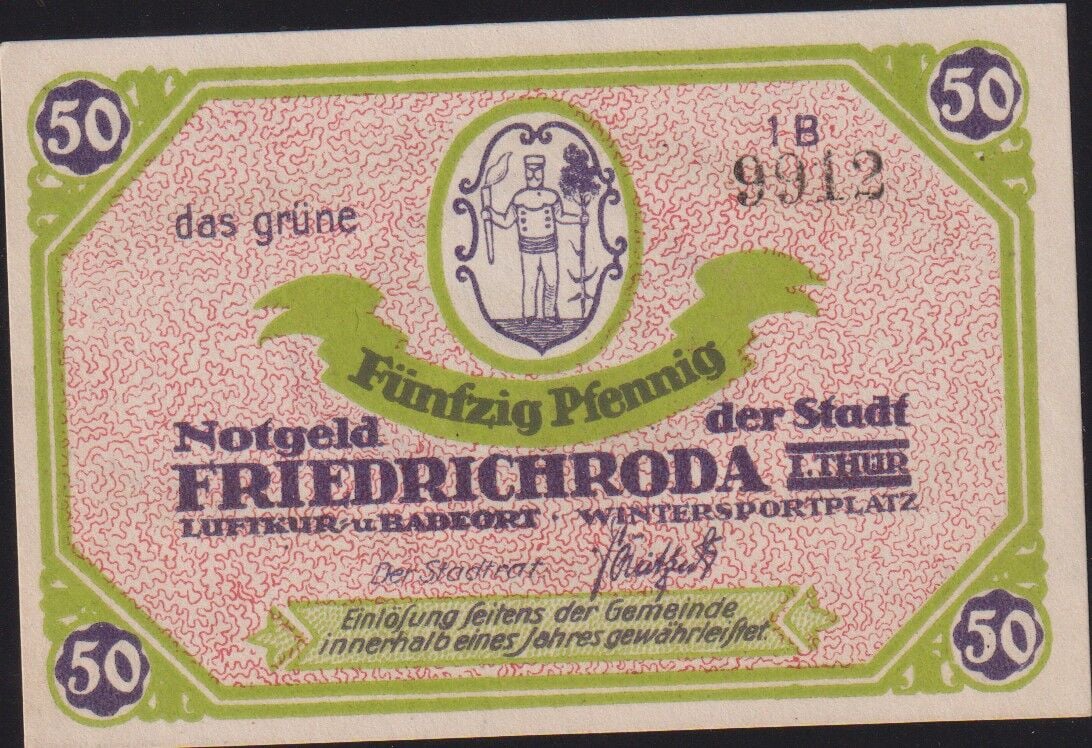 50
50
1 B
9912
das grüne
Fünfzig Pfennig
Notgeld der Stadt
FRIEDRICHRODA I. THÜR
LUFTKUR- u BADEORT · WINTERSPORTPLATZ
Der Stadtrat.
Einlöſung ſeitens der Gemeinde
innerhalb eines Jahres gewährleiſtet.
50
50